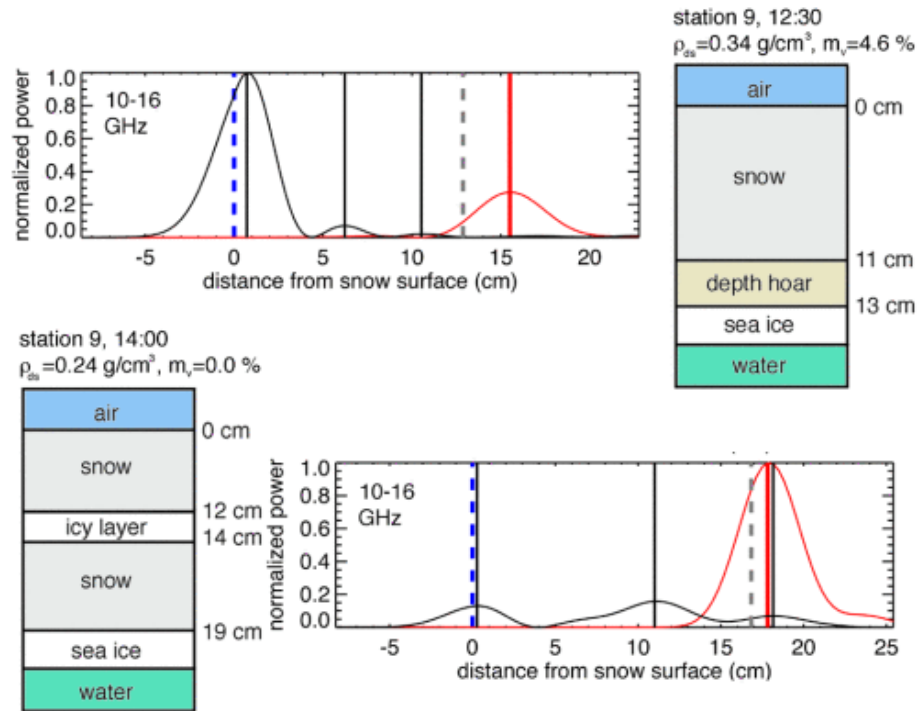 station 9, 12:30
ρds=0.34 g/cm³, mv=4.6 %
normalized power
1.0
0.8
0.6
0.4
0.2
0.0
10-16
GHz
-5 0 5 10 15 20
distance from snow surface (cm)
air
0 cm
snow
11 cm
depth hoar
13 cm
sea ice
water
station 9, 14:00
ρds=0.24 g/cm³, mv=0.0 %
air
0 cm
snow
12 cm
icy layer
14 cm
snow
19 cm
sea ice
water
normalized power
1.0
0.8
0.6
0.4
0.2
0.0
10-16
GHz
-5 0 5 10 15 20 25
distance from snow surface (cm)